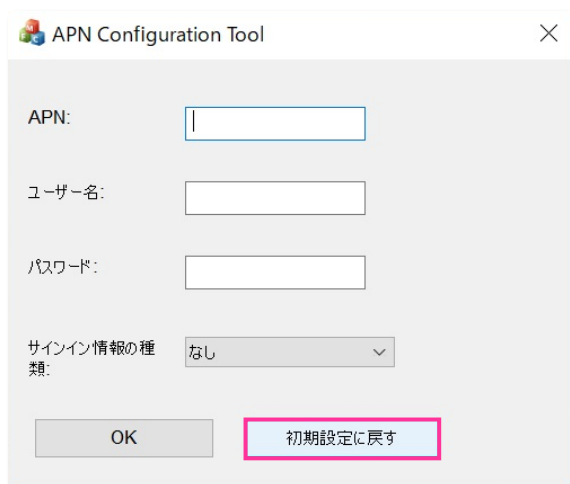 APN Configuration Tool
APN:
ユーザー名:
パスワード:
サインイン情報の種
類:
なし
OK
初期設定に戻す